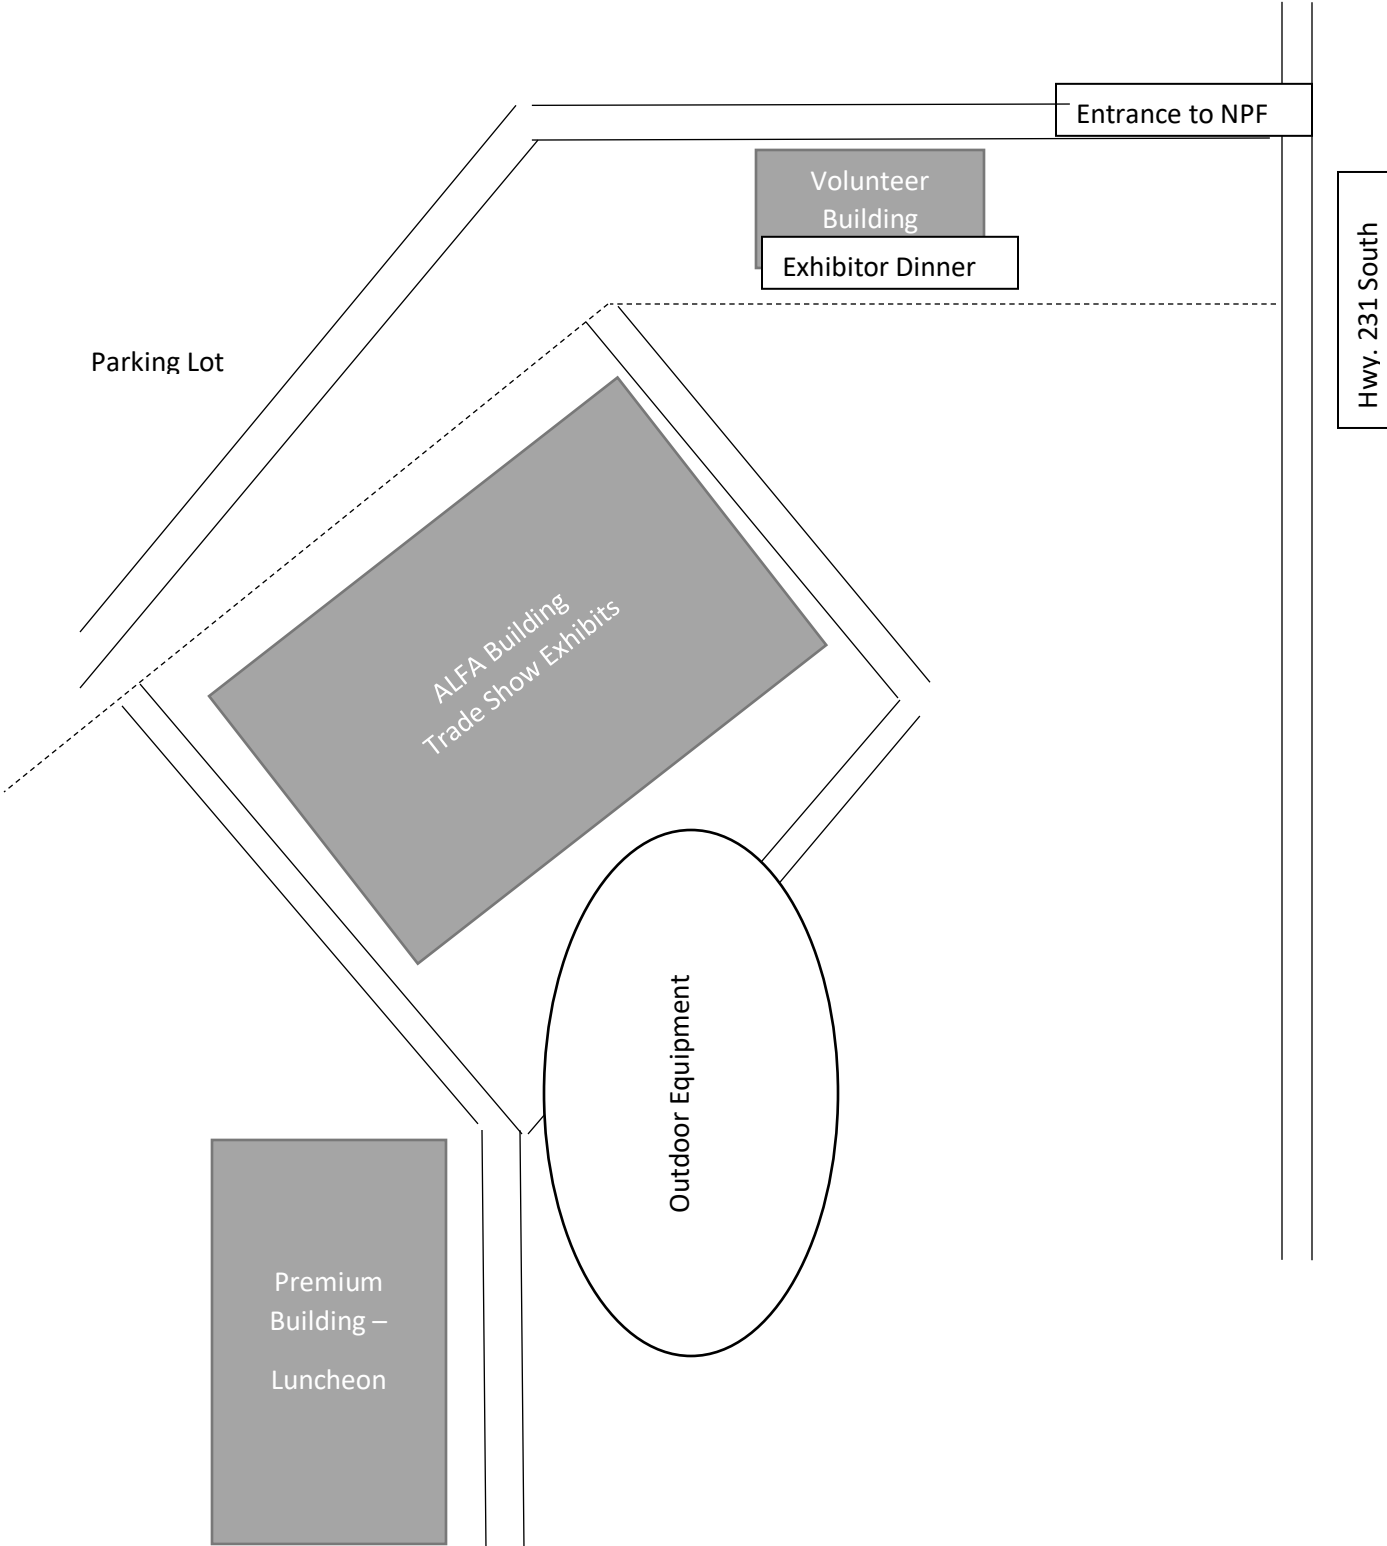 Entrance to NPF
Volunteer
Building
Exhibitor Dinner
Hwy. 231 South
Parking Lot
ALFA Building
Trade Show Exhibits
Outdoor Equipment
Premium
Building –
Luncheon